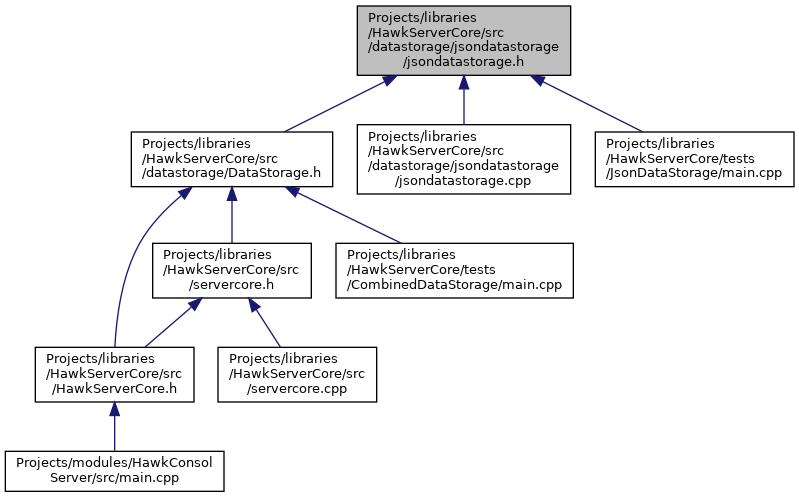 Projects/libraries
/HawkServerCore/src
/datastorage/jsondatastorage
/jsondatastorage.h
Projects/libraries
/HawkServerCore/src
/datastorage/DataStorage.h
Projects/libraries
/HawkServerCore/src
/datastorage/jsondatastorage
/jsondatastorage.cpp
Projects/libraries
/HawkServerCore/tests
/JsonDataStorage/main.cpp
Projects/libraries
/HawkServerCore/src
/servercore.h
Projects/libraries
/HawkServerCore/tests
/CombinedDataStorage/main.cpp
Projects/libraries
/HawkServerCore/src
/HawkServerCore.h
Projects/libraries
/HawkServerCore/src
/servercore.cpp
Projects/modules/HawkConsol
Server/src/main.cpp